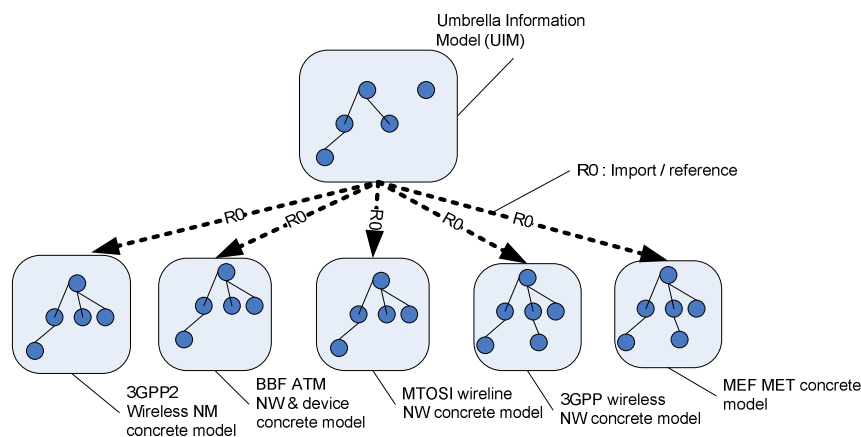 Umbrella Information
Model (UIM)
R0 : Import / reference
R0
R0
R0
R0
R0
3GPP2
Wireless NM
concrete model
BBF ATM
NW & device
concrete model
MTOSI wireline
NW concrete model
3GPP wireless
NW concrete model
MEF MET concrete
model